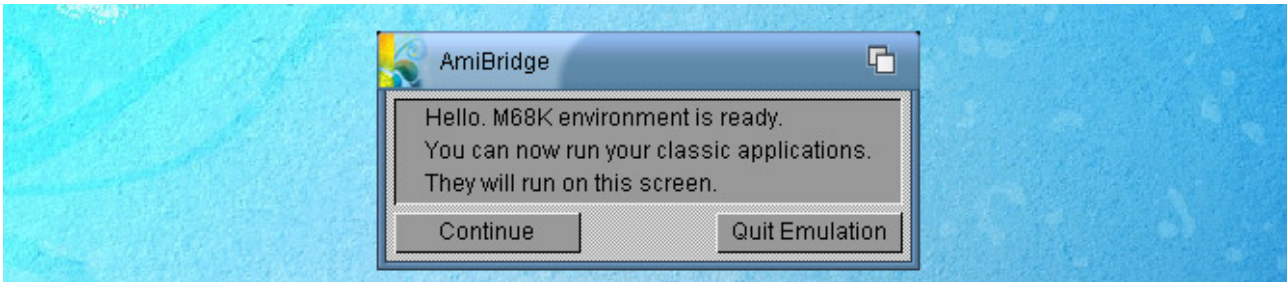 AmiBridge
Hello. M68K environment is ready.
You can now run your classic applications.
They will run on this screen.
Continue
Quit Emulation